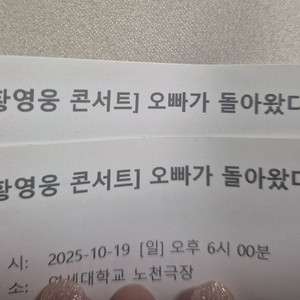 황영웅 콘서트] 오빠가 돌아왔다
황영웅 콘서트] 오빠가 돌아왔다
시: 2025-10-19 [일] 오후 6시 00분
소: 연세대학교 노천극장